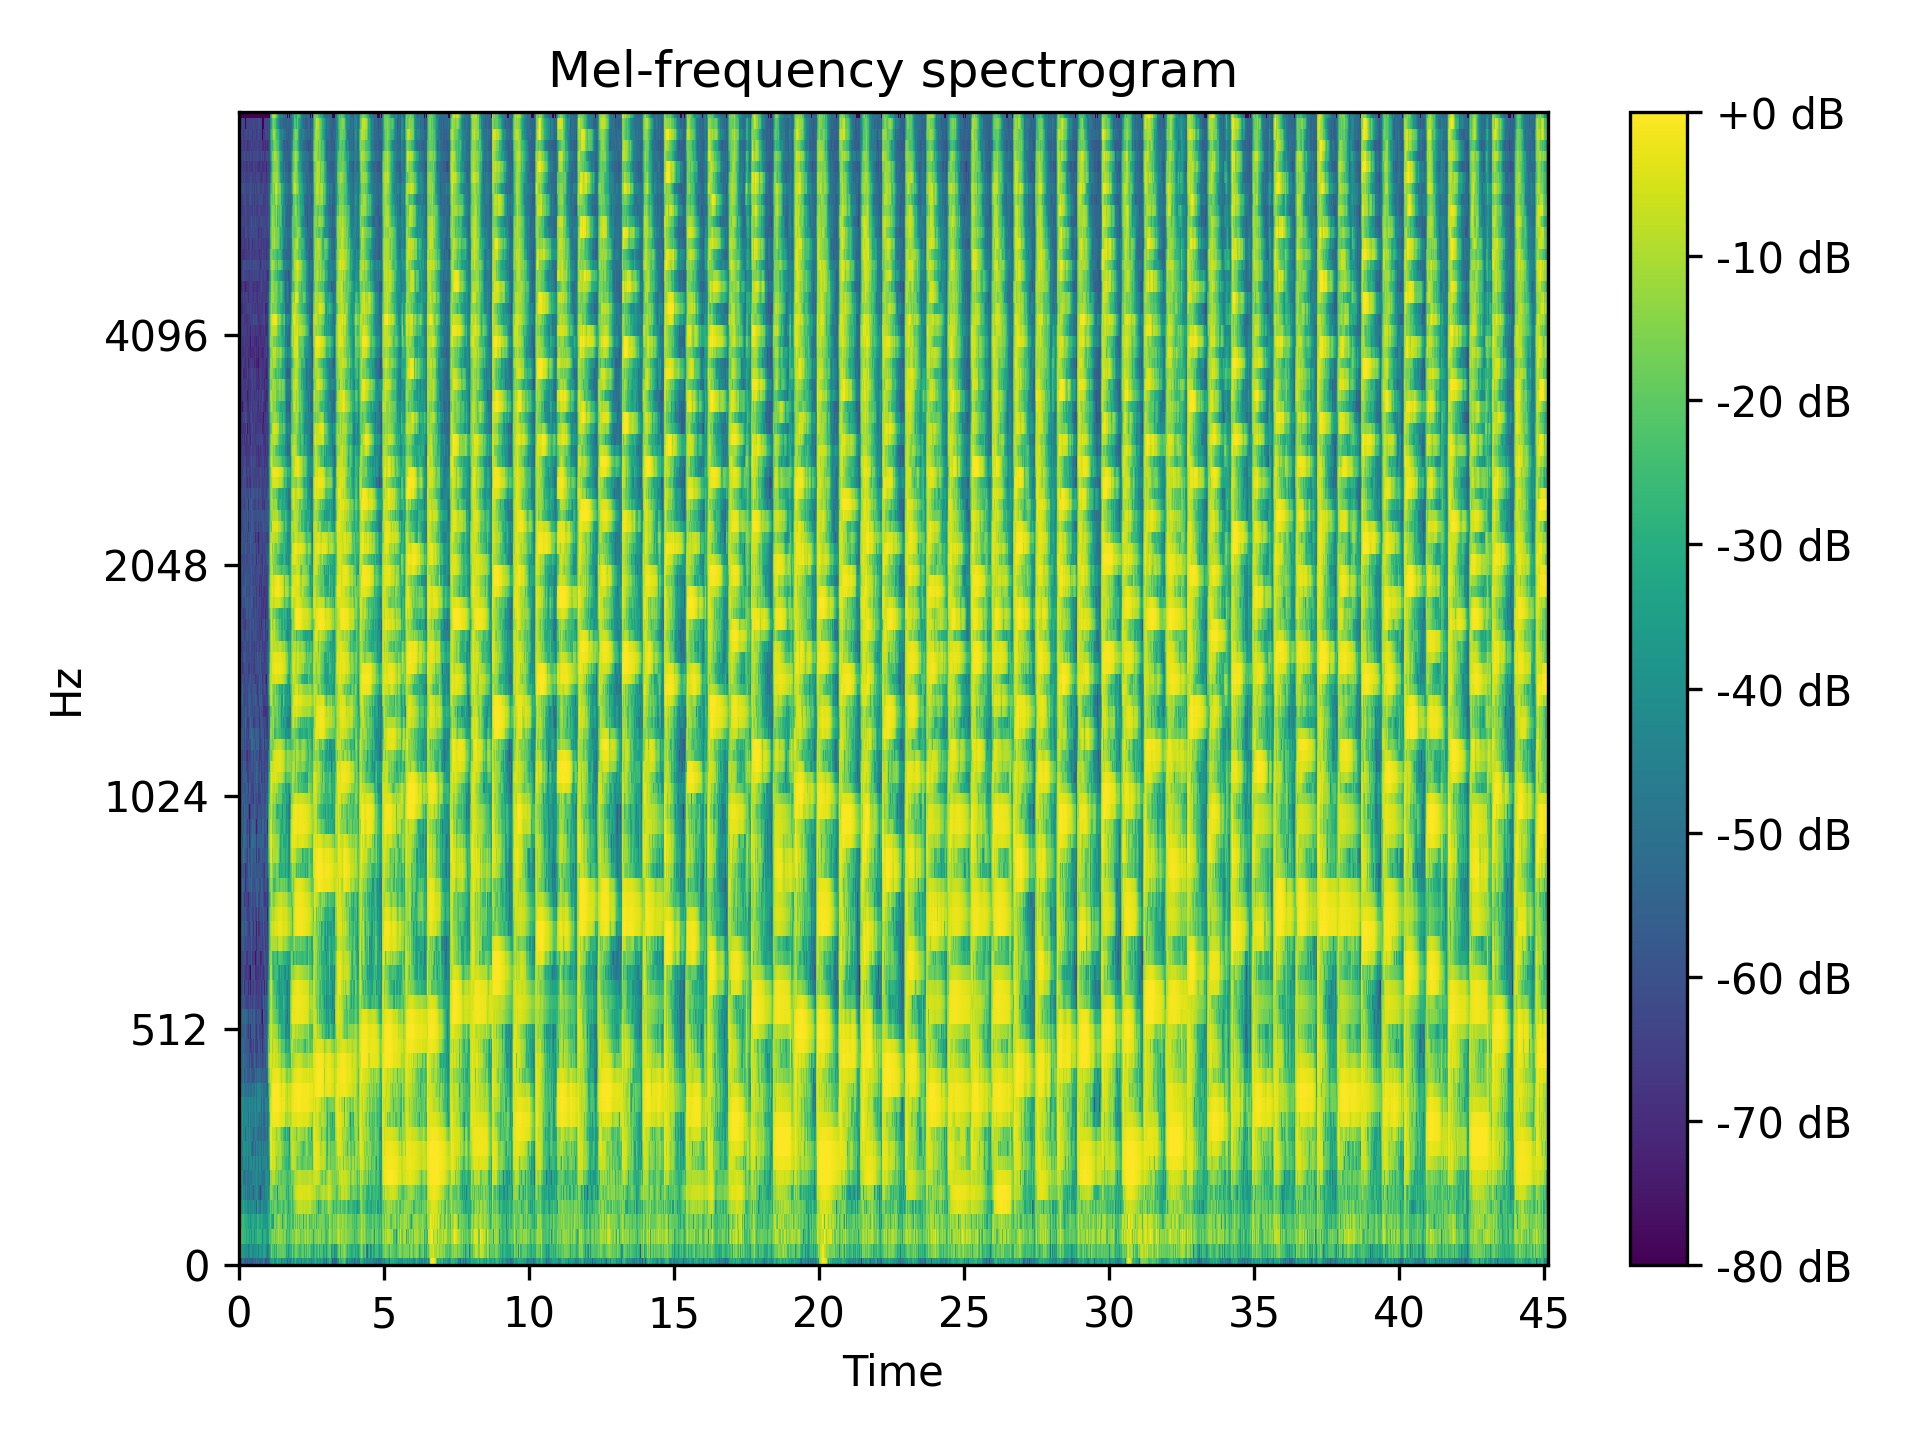 Mel-frequency spectrogram
Hz
4096
2048
1024
512
0
0 5 10 15 20 25 30 35 40 45
Time
+0 dB
-10 dB
-20 dB
-30 dB
-40 dB
-50 dB
-60 dB
-70 dB
-80 dB